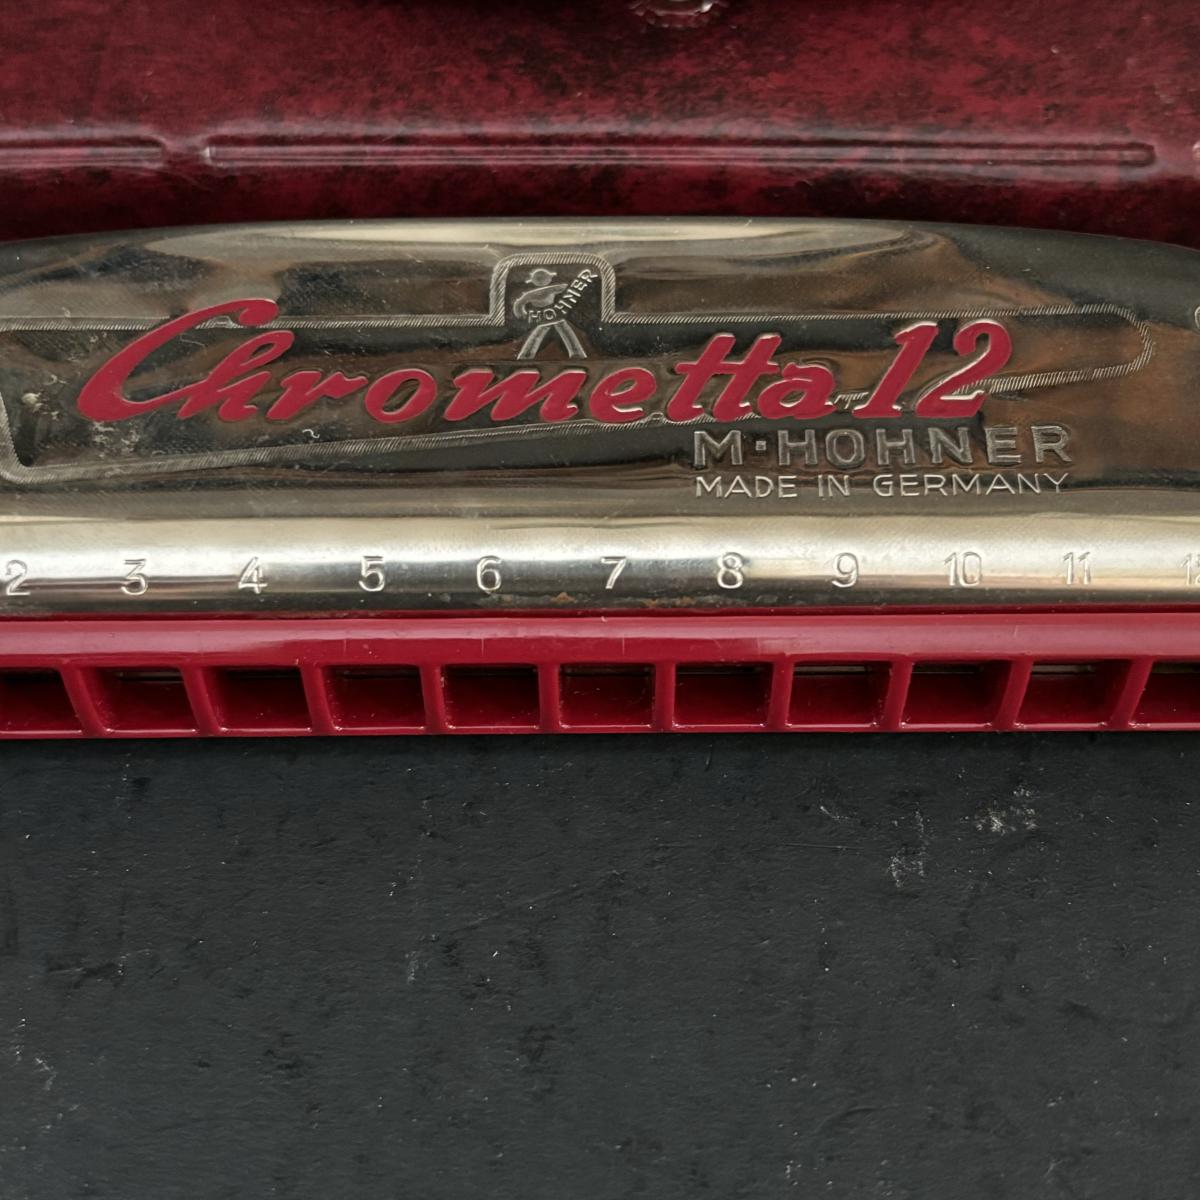 HOHNER
Chrometta 12
M·HOHNER
MADE IN GERMANY
2 3 4 5 6 7 8 9 10 11